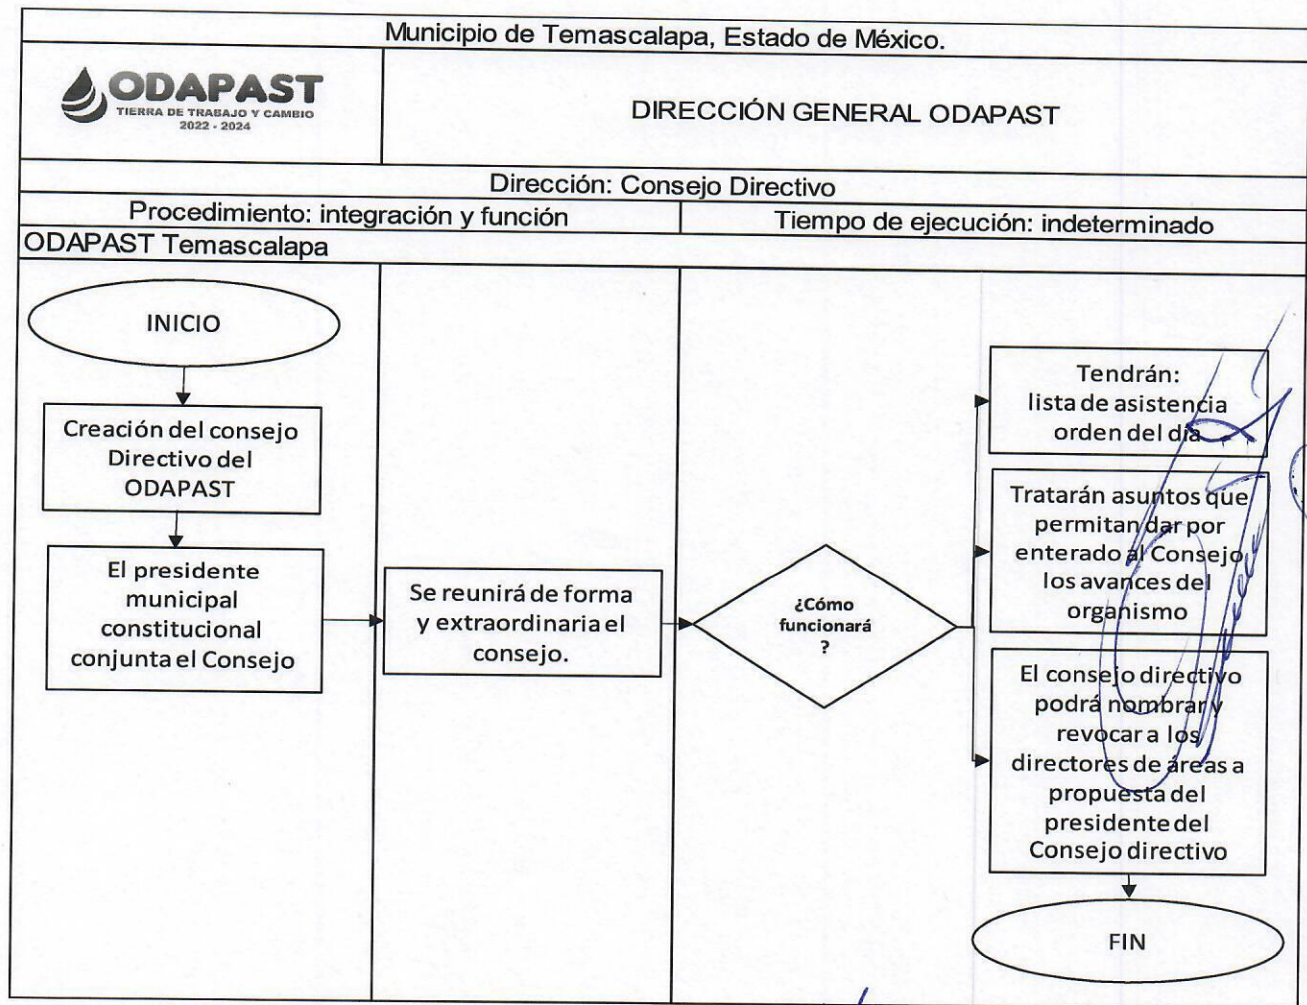 Municipio de Temascalapa, Estado de México.
ODAPAST
TIERRA DE TRABAJO Y CAMBIO
2022 - 2024
DIRECCIÓN GENERAL ODAPAST
Dirección: Consejo Directivo
Procedimiento: integración y función
Tiempo de ejecución: indeterminado
ODAPAST Temascalapa
INICIO
Creación del consejo
Directivo del
ODAPAST
El presidente
municipal
constitucional
conjunta el Consejo
Se reunirá de forma
y extraordinaria el
consejo.
¿Cómo
funcionará
?
Tendrán:
lista de asistencia
orden del día
Tratarán asuntos que
permitan dar por
enterado al Consejo
los avances del
organismo
El consejo directivo
podrá nombrar y
revocar a los
directores de áreas a
propuesta del
presidente del
Consejo directivo
FIN